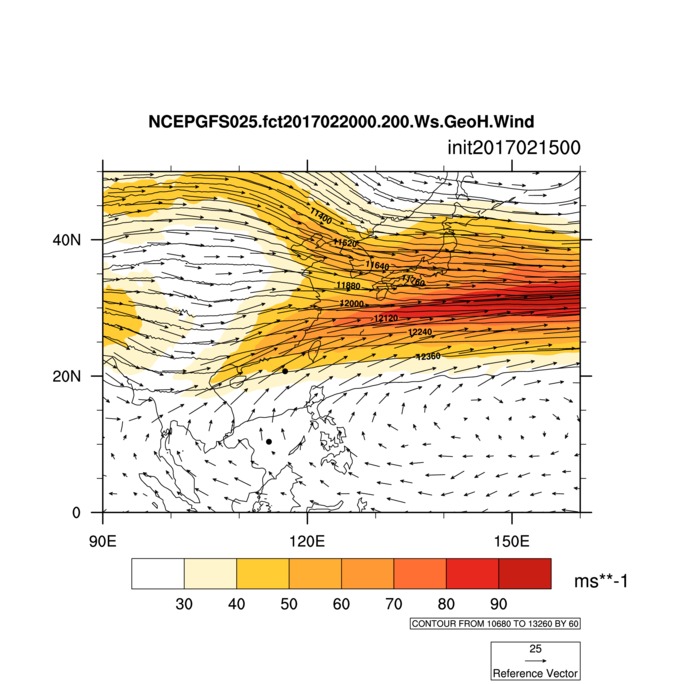 NCEPGFS025.fct2017022000.200.Ws.GeoH.Wind
init2017021500
40N
20N
0
90E 120E 150E
11400
11520
11640
11760
11880
12000
12120
12240
12360
30 40 50 60 70 80 90
ms**-1
CONTOUR FROM 10680 TO 13260 BY 60
25
Reference Vector